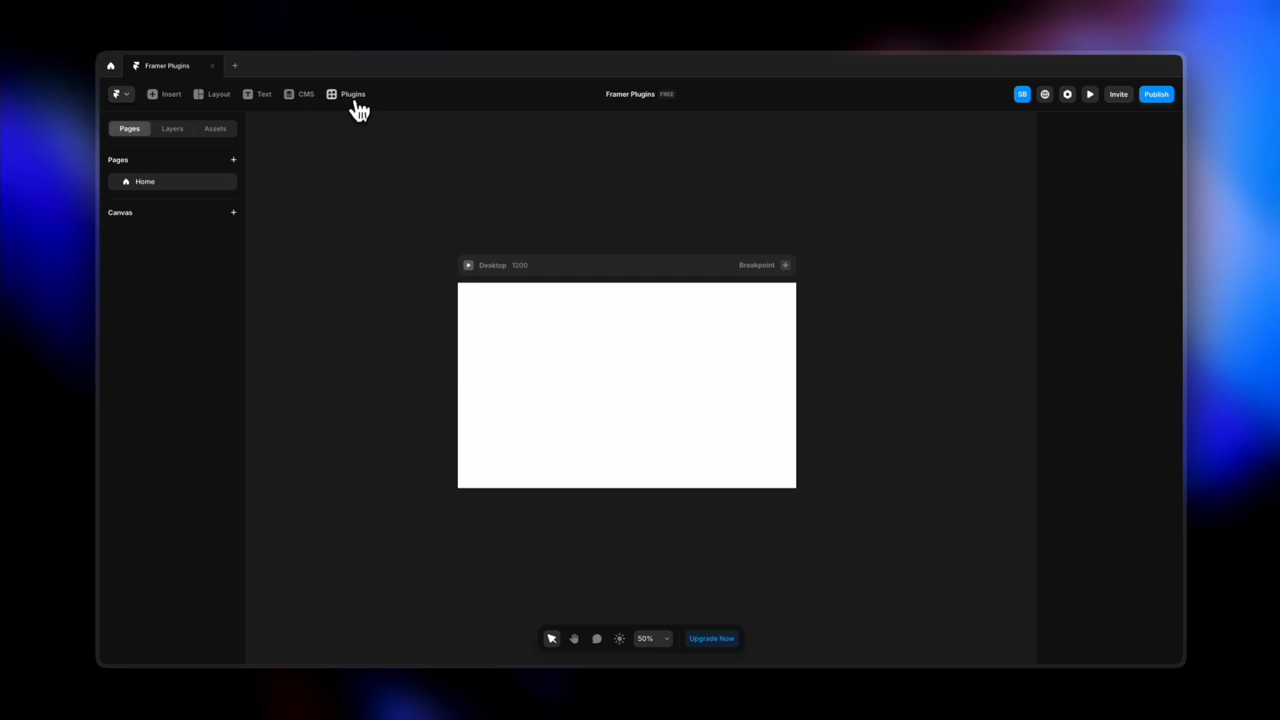 Framer Plugins
Insert Layout Text CMS Plugins
Framer Plugins FREE
SB Invite Publish
Pages Layers Assets
Pages
Home
Canvas
Desktop 1200 Breakpoint
50% Upgrade Now